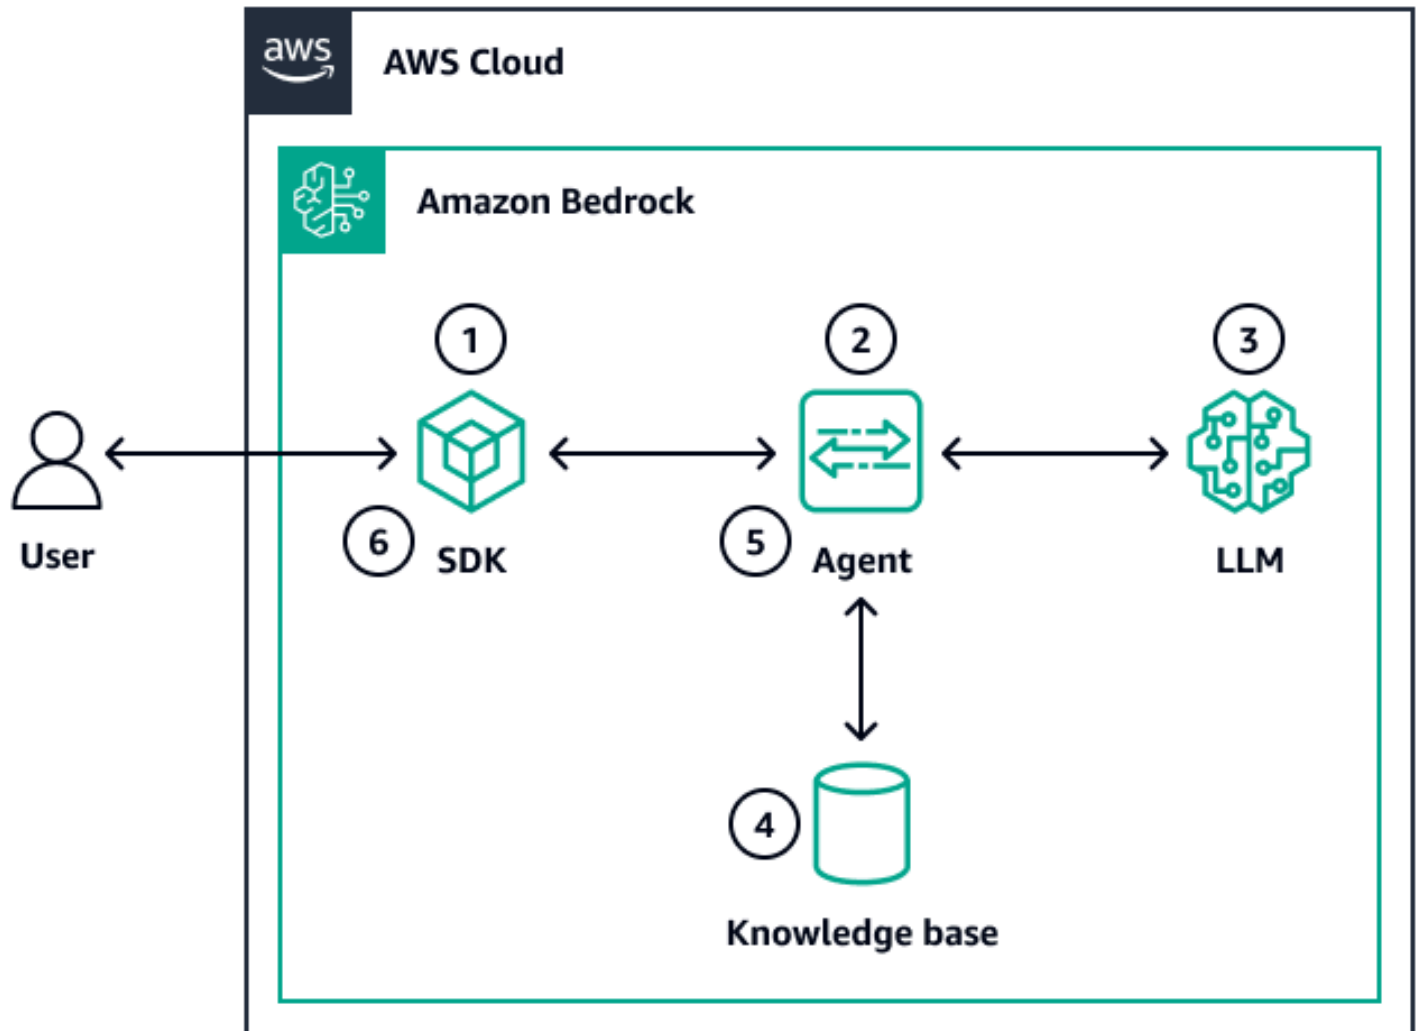 aws
AWS Cloud
Amazon Bedrock
1
2
3
User
6
SDK
5
Agent
LLM
4
Knowledge base